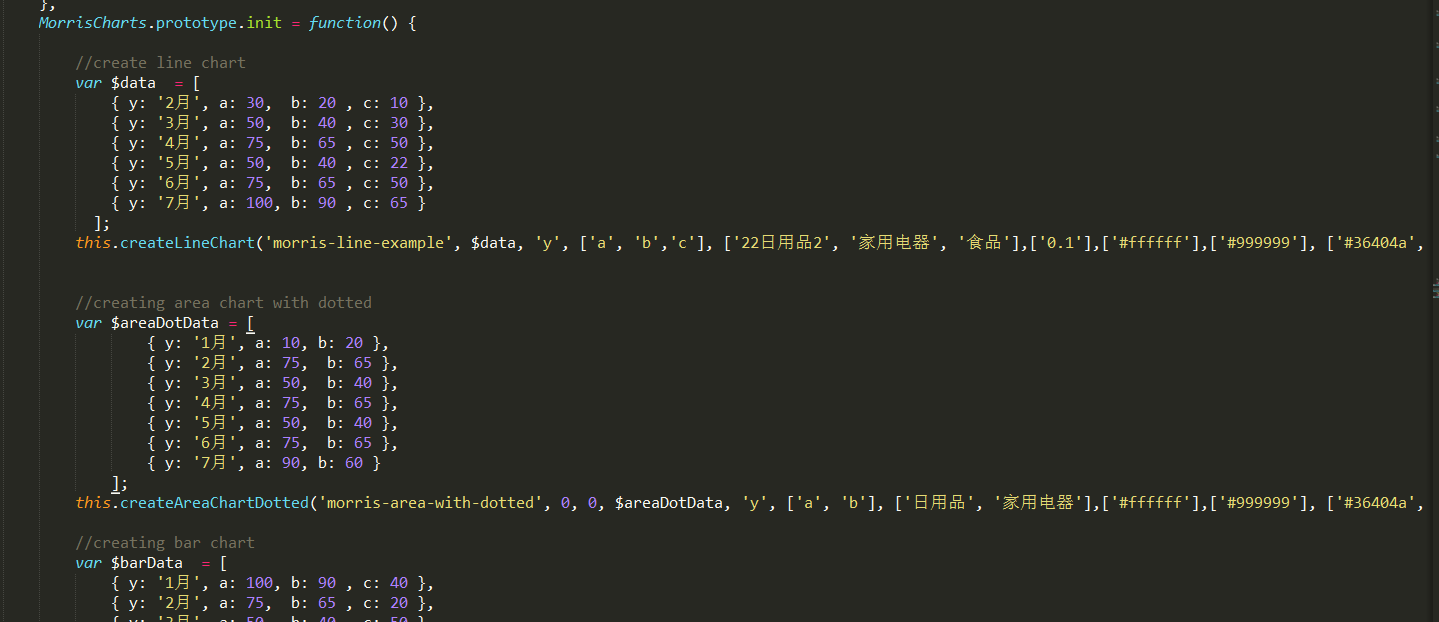 },
MorrisCharts.prototype.init = function() {
//create line chart
var $data  = [
{ y: '2月', a: 30,  b: 20 , c: 10 },
{ y: '3月', a: 50,  b: 40 , c: 30 },
{ y: '4月', a: 75,  b: 65 , c: 50 },
{ y: '5月', a: 50,  b: 40 , c: 22 },
{ y: '6月', a: 75,  b: 65 , c: 50 },
{ y: '7月', a: 100, b: 90 , c: 65 }
];
this.createLineChart('morris-line-example', $data, 'y', ['a', 'b','c'], ['22日用品2', '家用电器', '食品'],['0.1'],['#ffffff'],['#999999'], ['#36404a',
//creating area chart with dotted
var $areaDotData = [
{ y: '1月', a: 10, b: 20 },
{ y: '2月', a: 75,  b: 65 },
{ y: '3月', a: 50,  b: 40 },
{ y: '4月', a: 75,  b: 65 },
{ y: '5月', a: 50,  b: 40 },
{ y: '6月', a: 75,  b: 65 },
{ y: '7月', a: 90, b: 60 }
];
this.createAreaChartDotted('morris-area-with-dotted', 0, 0, $areaDotData, 'y', ['a', 'b'], ['日用品', '家用电器'],['#ffffff'],['#999999'], ['#36404a',
//creating bar chart
var $barData  = [
{ y: '1月', a: 100, b: 90 , c: 40 },
{ y: '2月', a: 75,  b: 65 , c: 20 },
{ y: '3月', a: 50,  b: 40 , c: 50 },